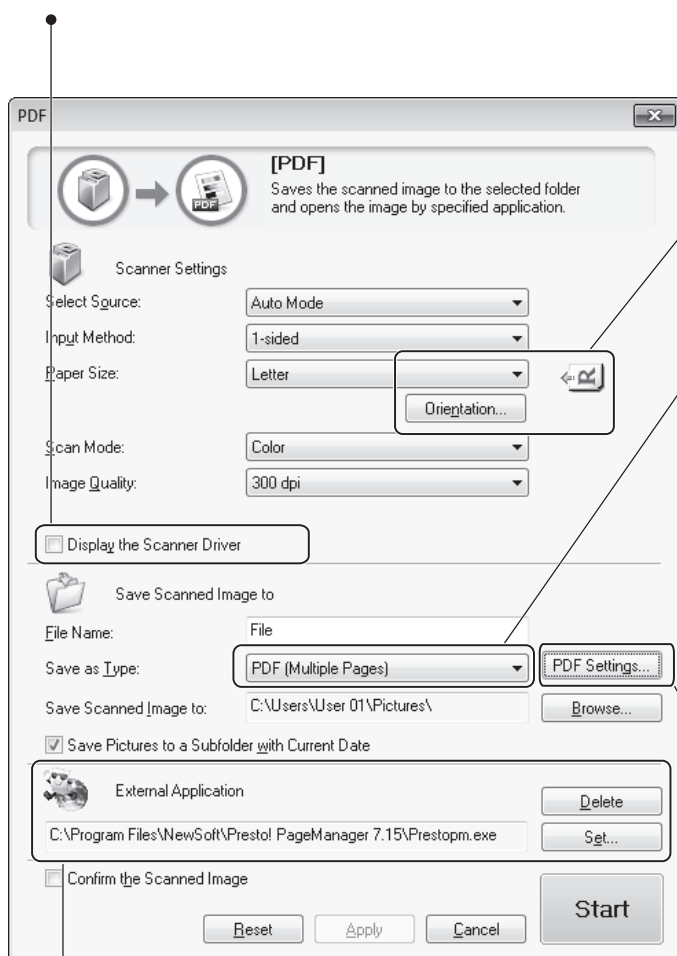 PDF
[PDF]
Saves the scanned image to the selected folder
and opens the image by specified application.
PDF
Scanner Settings
Select Source: Auto Mode
Input Method: 1-sided
Paper Size: Letter
R
Orientation...
Scan Mode: Color
Image Quality: 300 dpi
Display the Scanner Driver
Save Scanned Image to
File Name: File
Save as Type: PDF (Multiple Pages) PDF Settings...
Save Scanned Image to: C:\Users\User 01\Pictures\ Browse...
Save Pictures to a Subfolder with Current Date
External Application
Delete
C:\Program Files\NewSoft\Presto! PageManager 7.15\Prestopm.exe Set...
Confirm the Scanned Image
Start
Reset Apply Cancel